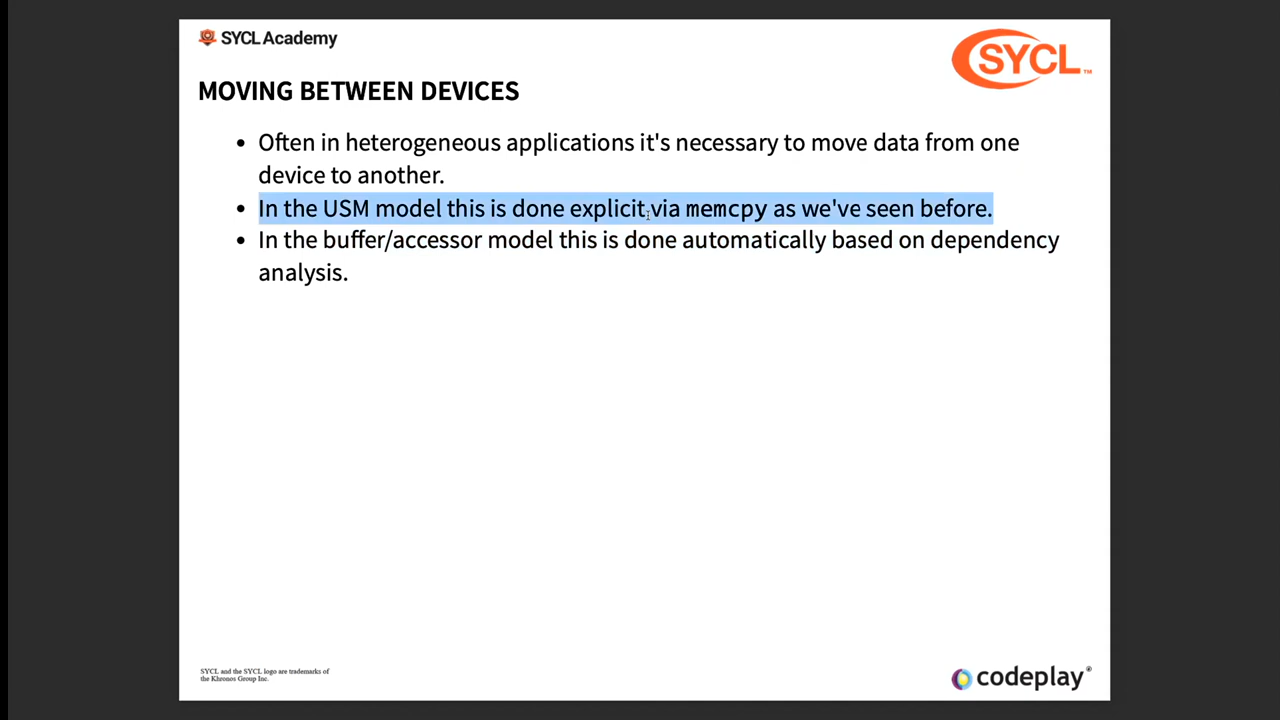 SYCL Academy
SYCL™
MOVING BETWEEN DEVICES
• Often in heterogeneous applications it's necessary to move data from one
device to another.
• In the USM model this is done explicit via memcpy as we've seen before.
• In the buffer/accessor model this is done automatically based on dependency
analysis.
SYCL and the SYCL logo are trademarks of
the Khronos Group Inc.
codeplay®